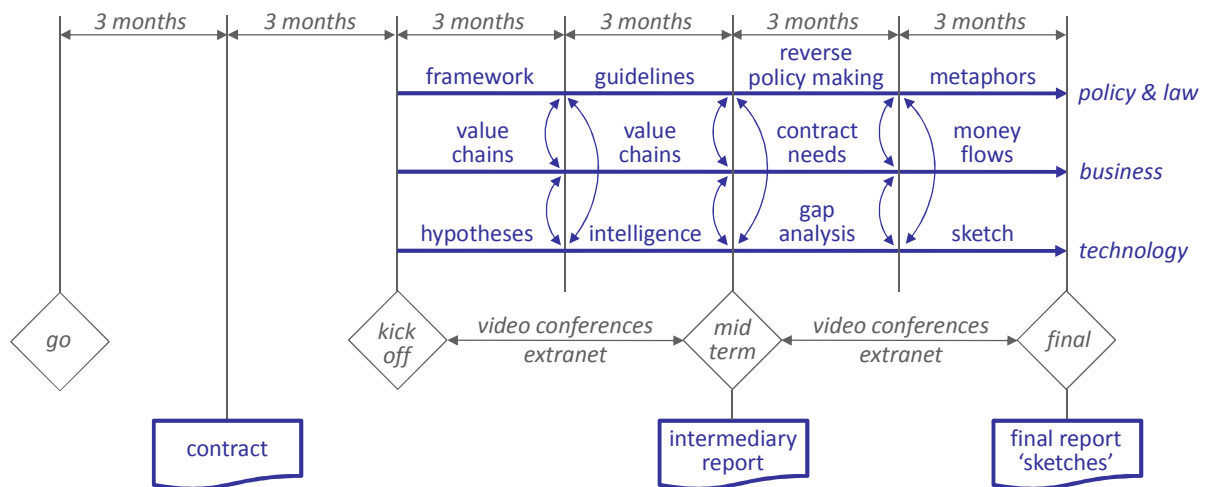 3 months 3 months 3 months 3 months 3 months 3 months
reverse
framework guidelines policy making metaphors
policy & law
value value contract money
chains chains needs flows
business
gap
hypotheses intelligence analysis sketch
technology
go
kick
off
video conferences
extranet
mid
term
video conferences
extranet
final
contract
intermediary
report
final report
‘sketches’